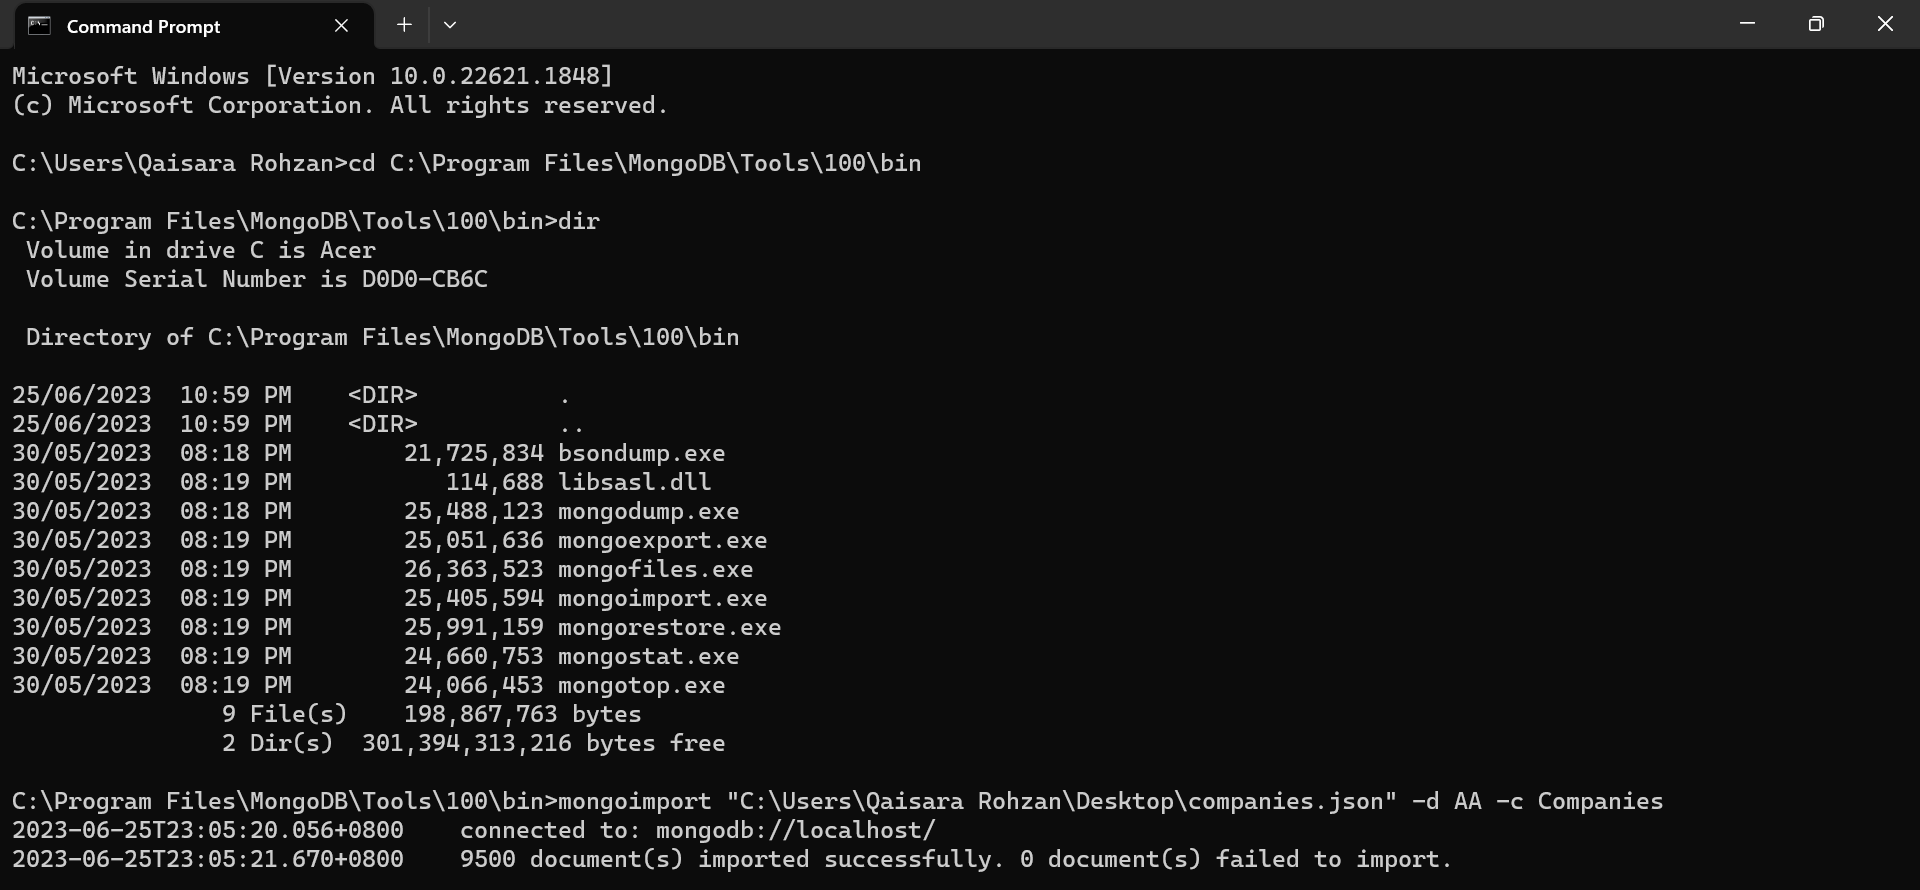 Command Prompt
Microsoft Windows [Version 10.0.22621.1848]
(c) Microsoft Corporation. All rights reserved.
C:\Users\Qaisara Rohzan>cd C:\Program Files\MongoDB\Tools\100\bin
C:\Program Files\MongoDB\Tools\100\bin>dir
 Volume in drive C is Acer
 Volume Serial Number is D0D0-CB6C
 Directory of C:\Program Files\MongoDB\Tools\100\bin
25/06/2023  10:59 PM    <DIR>          .
25/06/2023  10:59 PM    <DIR>          ..
30/05/2023  08:18 PM        21,725,834 bsondump.exe
30/05/2023  08:19 PM           114,688 libsasl.dll
30/05/2023  08:18 PM        25,488,123 mongodump.exe
30/05/2023  08:19 PM        25,051,636 mongoexport.exe
30/05/2023  08:19 PM        26,363,523 mongofiles.exe
30/05/2023  08:19 PM        25,405,594 mongoimport.exe
30/05/2023  08:19 PM        25,991,159 mongorestore.exe
30/05/2023  08:19 PM        24,660,753 mongostat.exe
30/05/2023  08:19 PM        24,066,453 mongotop.exe
               9 File(s)    198,867,763 bytes
               2 Dir(s)  301,394,313,216 bytes free
C:\Program Files\MongoDB\Tools\100\bin>mongoimport "C:\Users\Qaisara Rohzan\Desktop\companies.json" -d AA -c Companies
2023-06-25T23:05:20.056+0800    connected to: mongodb://localhost/
2023-06-25T23:05:21.670+0800    9500 document(s) imported successfully. 0 document(s) failed to import.